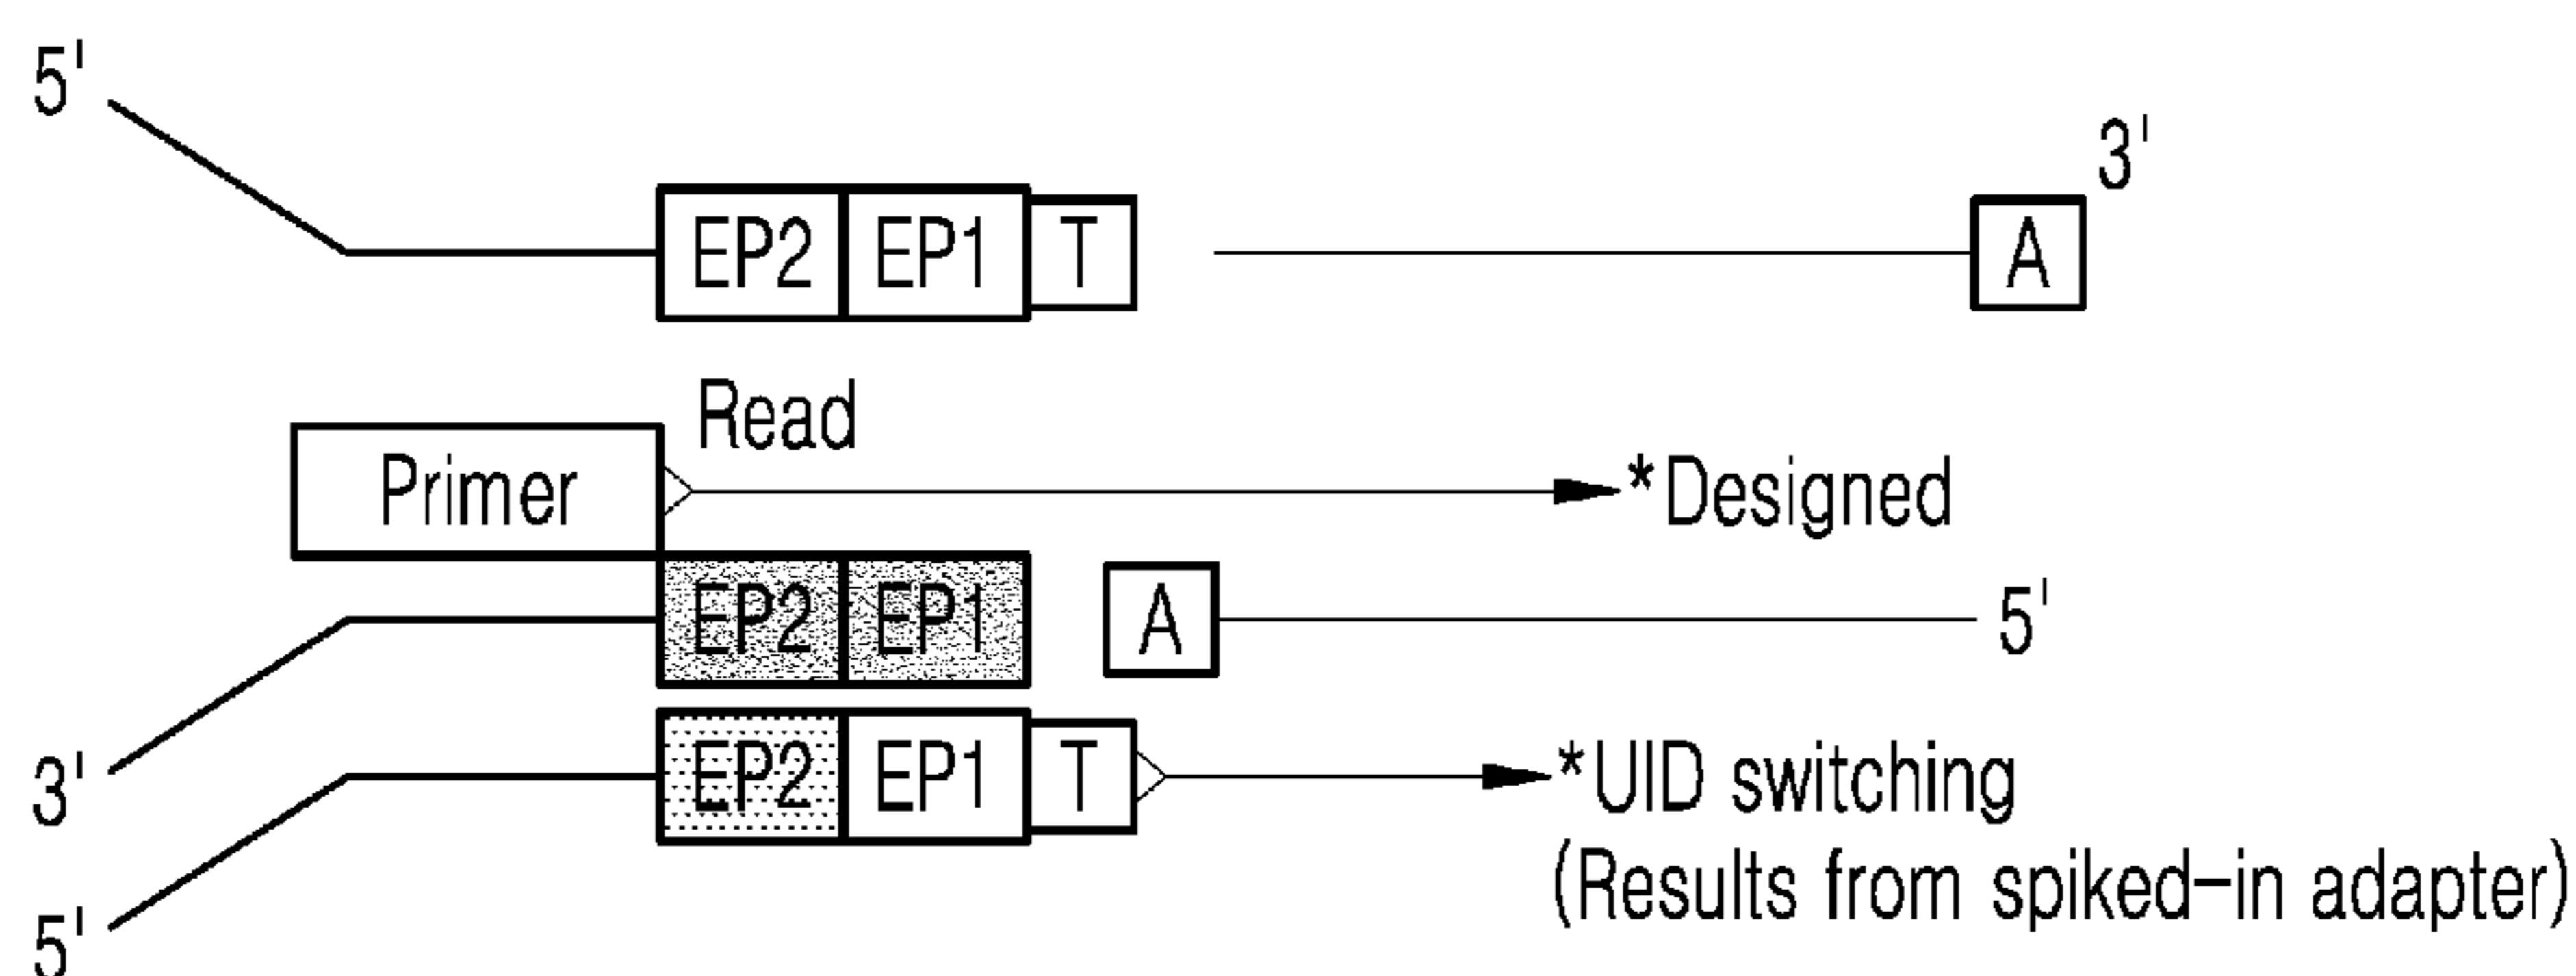 5'
3'
EP2 EP1 T
A
Read
Primer
*Designed
EP2 EP1
A
5'
3'
EP2 EP1 T
*UID switching
(Results from spiked-in adapter)
5'